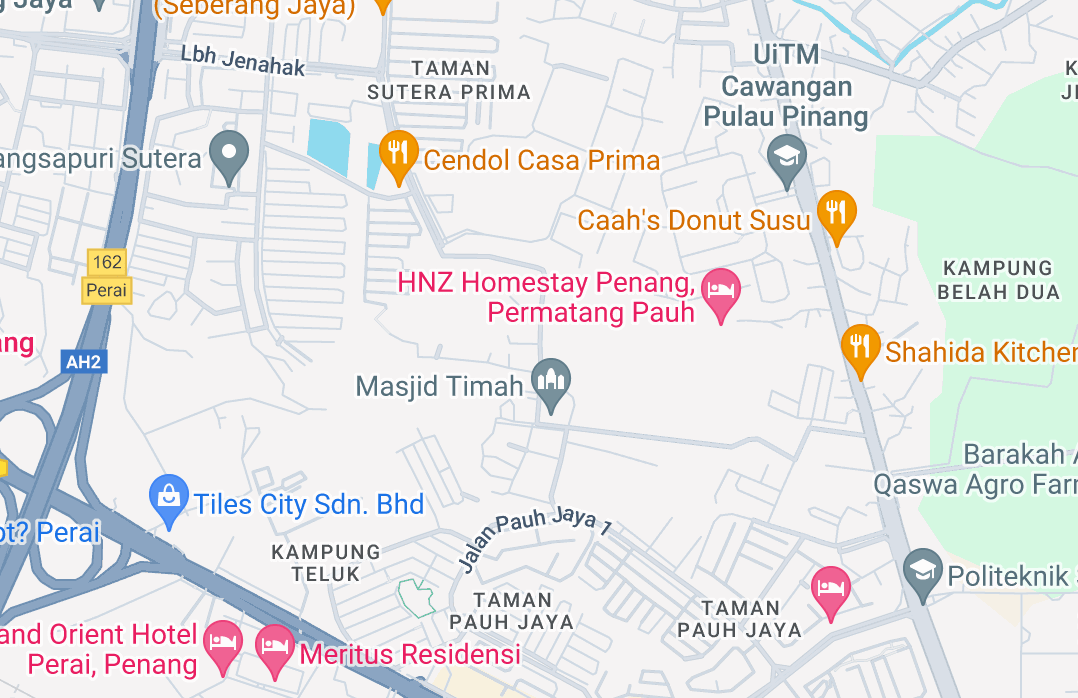 Jaya
(Seberang Jaya)
Lbh Jenahak
TAMAN
SUTERA PRIMA
UiTM
Cawangan
Pulau Pinang
angsapuri Sutera
Cendol Casa Prima
Caah's Donut Susu
162
Perai
HNZ Homestay Penang,
Permatang Pauh
KAMPUNG
BELAH DUA
ang
AH2
Shahida Kitchen
Masjid Timah
Barakah A
Qaswa Agro Farm
Tiles City Sdn. Bhd
ot? Perai
Jalan Pauh Jaya 1
KAMPUNG
TELUK
Politeknik
TAMAN
PAUH JAYA
TAMAN
PAUH JAYA
and Orient Hotel
Perai, Penang
Meritus Residensi